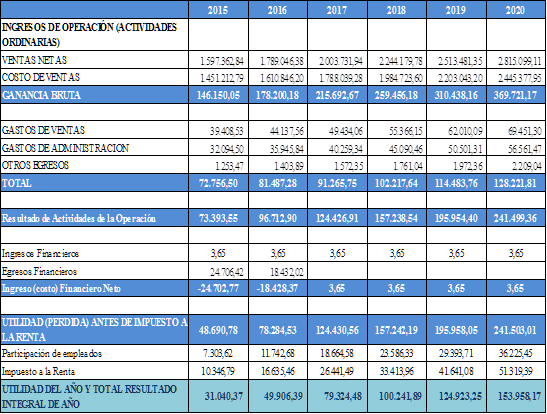 2015 2016 2017 2018 2019 2020
INGRESOS DE OPERACIÓN (ACTIVIDADES
ORDINARIAS)
VENTAS NETAS 1.597.362,84 1.789.046,38 2.003.731,94 2.244.179,78 2.513.481,35 2.815.099,11
COSTO DE VENTAS 1.451.212,79 1.610.846,20 1.788.039,28 1.984.723,60 2.203.043,20 2.445.377,95
GANANCIA BRUTA 146.150,05 178.200,18 215.692,67 259.456,18 310.438,16 369.721,17
GASTOS DE VENTAS 39.408,53 44.137,56 49.434,06 55.366,15 62.010,09 69.451,30
GASTOS DE ADMINISTRACION 32.094,50 35.945,84 40.259,34 45.090,46 50.501,31 56.561,47
OTROS EGRESOS 1.253,47 1.403,89 1.572,35 1.761,04 1.972,36 2.209,04
TOTAL 72.756,50 81.487,28 91.265,75 102.217,64 114.483,76 128.221,81
Resultado de Actividades de la Operación 73.393,55 96.712,90 124.426,91 157.238,54 195.954,40 241.499,36
Ingresos Financieros 3,65 3,65 3,65 3,65 3,65 3,65
Egresos Financieros 24.706,42 18.432,02
Ingreso (costo) Financiero Neto -24.702,77 -18.428,37 3,65 3,65 3,65 3,65
UTILIDAD (PERDIDA) ANTES DE IMPUESTO A
LA RENTA 48.690,78 78.284,53 124.430,56 157.242,19 195.958,05 241.503,01
Participación de empleados 7.303,62 11.742,68 18.664,58 23.586,33 29.393,71 36.225,45
Impuesto a la Renta 10.346,79 16.635,46 26.441,49 33.413,96 41.641,08 51.319,39
UTILIDAD DEL AÑO Y TOTAL RESULTADO
INTEGRAL DE AÑO 31.040,37 49.906,39 79.324,48 100.241,89 124.923,25 153.958,17